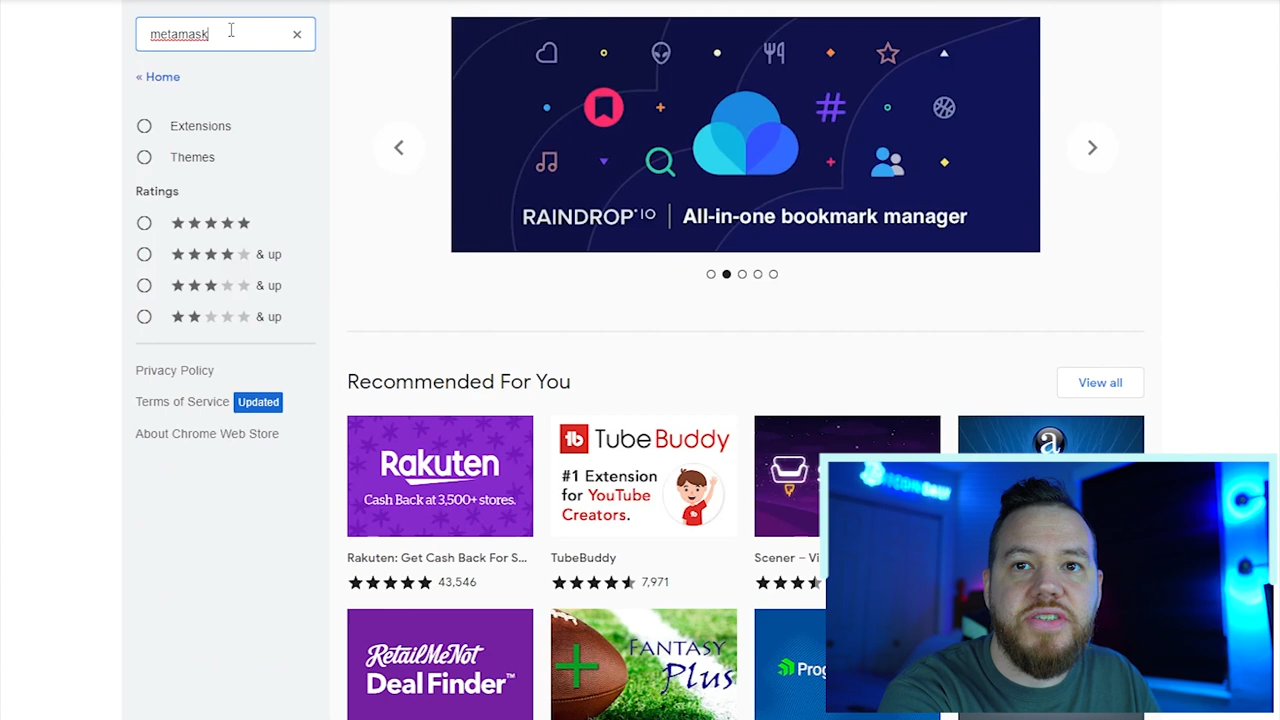 metamask
« Home
Extensions
Themes
Ratings
& up
& up
& up
Privacy Policy
Terms of Service Updated
About Chrome Web Store
RAINDROP.IO | All-in-one bookmark manager
Recommended For You
View all
Rakuten
Cash Back at 3,500+ stores.
TubeBuddy
#1 Extension
for YouTube
Creators.
a
Rakuten: Get Cash Back For S...
TubeBuddy
Scener – Vi
43,546
7,971
RetailMeNot
Deal Finder™
FANTASY
Plus
Prog